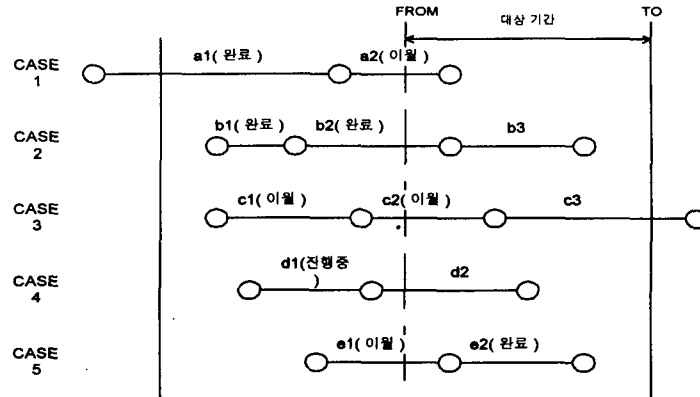 FROM
TO
대상 기간
CASE
1
a1( 완료 )
a2( 이월 )
CASE
2
b1( 완료 )
b2( 완료 )
b3
CASE
3
c1( 이월 )
c2( 이월 )
c3
CASE
4
d1(진행중
)
d2
CASE
5
e1( 이월 )
e2( 완료 )